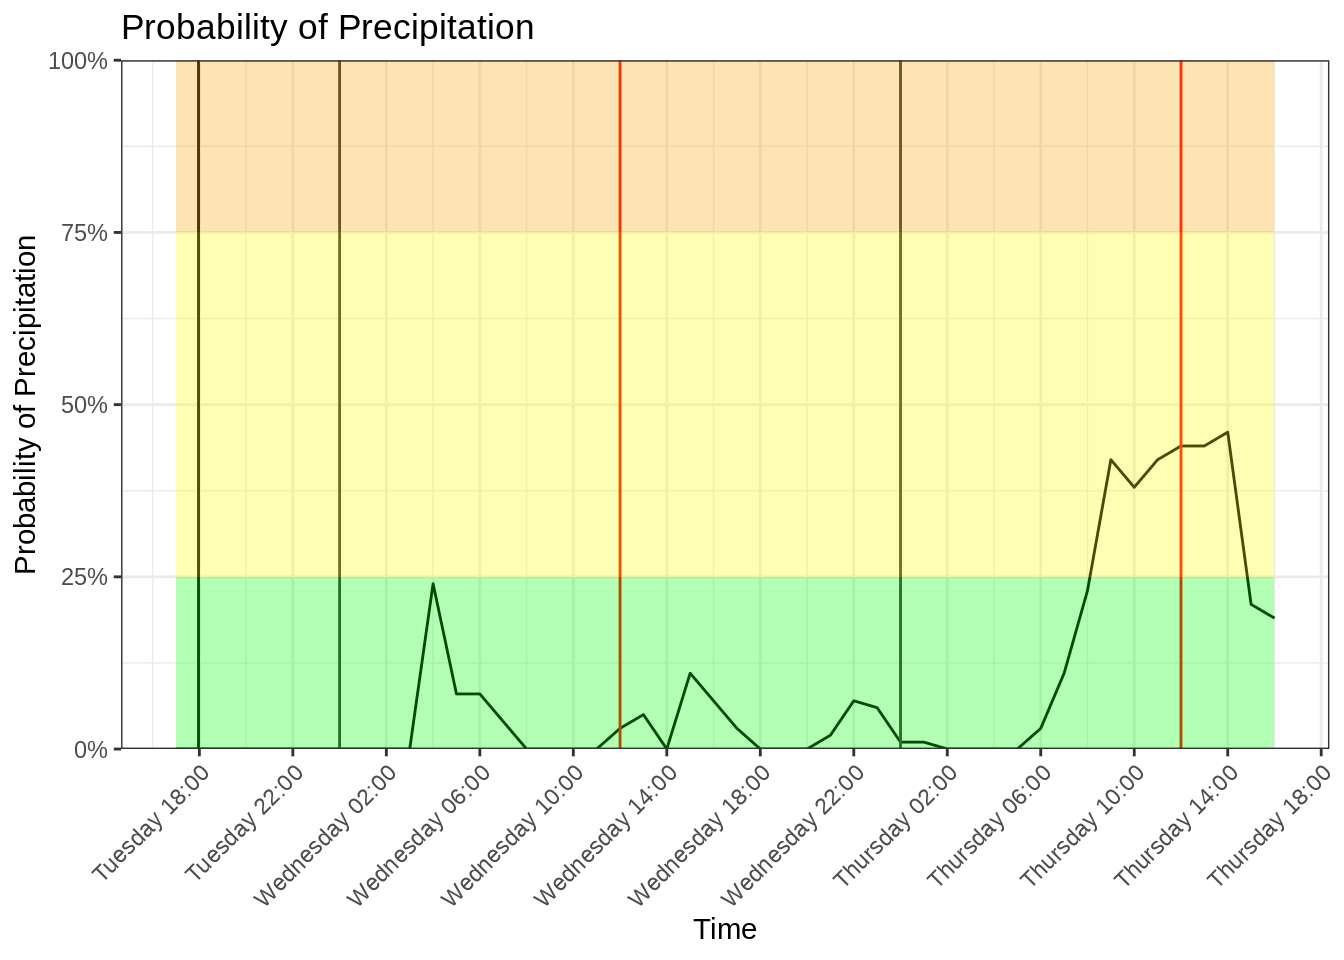 Probability of Precipitation
100%
75%
50%
25%
0%
Probability of Precipitation
Tuesday 18:00
Tuesday 22:00
Wednesday 02:00
Wednesday 06:00
Wednesday 10:00
Wednesday 14:00
Wednesday 18:00
Wednesday 22:00
Thursday 02:00
Thursday 06:00
Thursday 10:00
Thursday 14:00
Thursday 18:00
Time